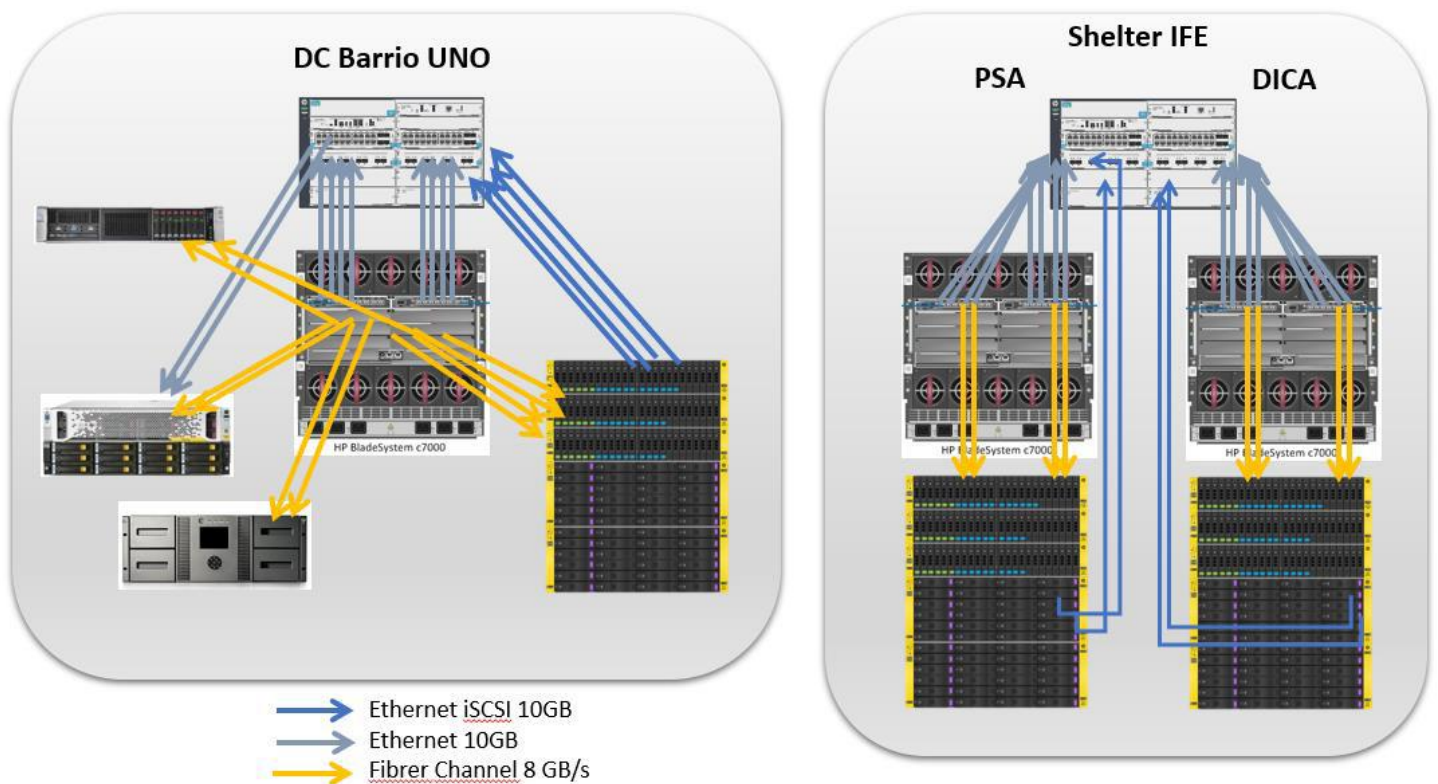 DC Barrio UNO
HP BladeSystem c7000
Ethernet iSCSI 10GB
Ethernet 10GB
Fibrer Channel 8 GB/s
Shelter IFE
PSA
DICA
HP BladeSystem c7000
HP BladeSystem c7000